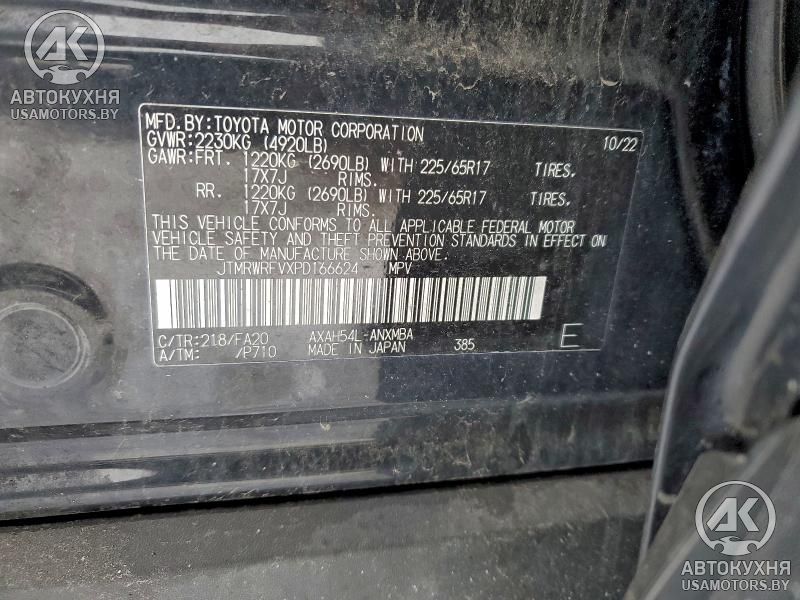 АК
АВТОКУХНЯ
USAMOTORS.BY
MFD.BY:TOYOTA MOTOR CORPORATION 10/22
GVWR:2230KG (4920LB)
GAWR:FRT. 1220KG (2690LB) WITH 225/65R17 TIRES.
17X7J RIMS.
RR. 1220KG (2690LB) WITH 225/65R17 TIRES.
17X7J RIMS.
THIS VEHICLE CONFORMS TO ALL APPLICABLE FEDERAL MOTOR
VEHICLE SAFETY AND THEFT PREVENTION STANDARDS IN EFFECT ON
THE DATE OF MANUFACTURE SHOWN ABOVE.
JTMRWRFVXPD166624 MPV
C/TR:218/FA20 AXAH54L-ANXMBA
A/TM: /P710 MADE IN JAPAN 385 E
АК
АВТОКУХНЯ
USAMOTORS.BY